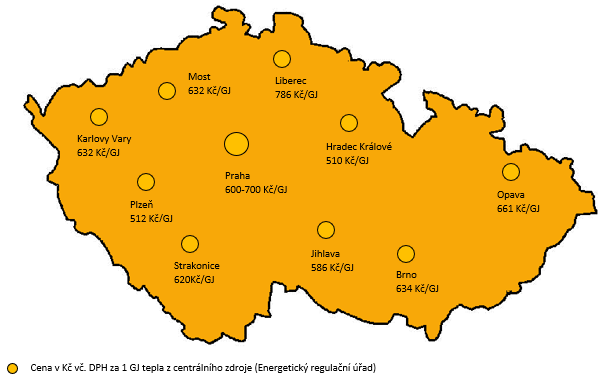 Most
632 Kč/GJ
Liberec
786 Kč/GJ
Karlovy Vary
632 Kč/GJ
Hradec Králové
510 Kč/GJ
Praha
600-700 Kč/GJ
Opava
661 Kč/GJ
Plzeň
512 Kč/GJ
Strakonice
620Kč/GJ
Jihlava
586 Kč/GJ
Brno
634 Kč/GJ
Cena v Kč vč. DPH za 1 GJ tepla z centrálního zdroje (Energetický regulační úřad)